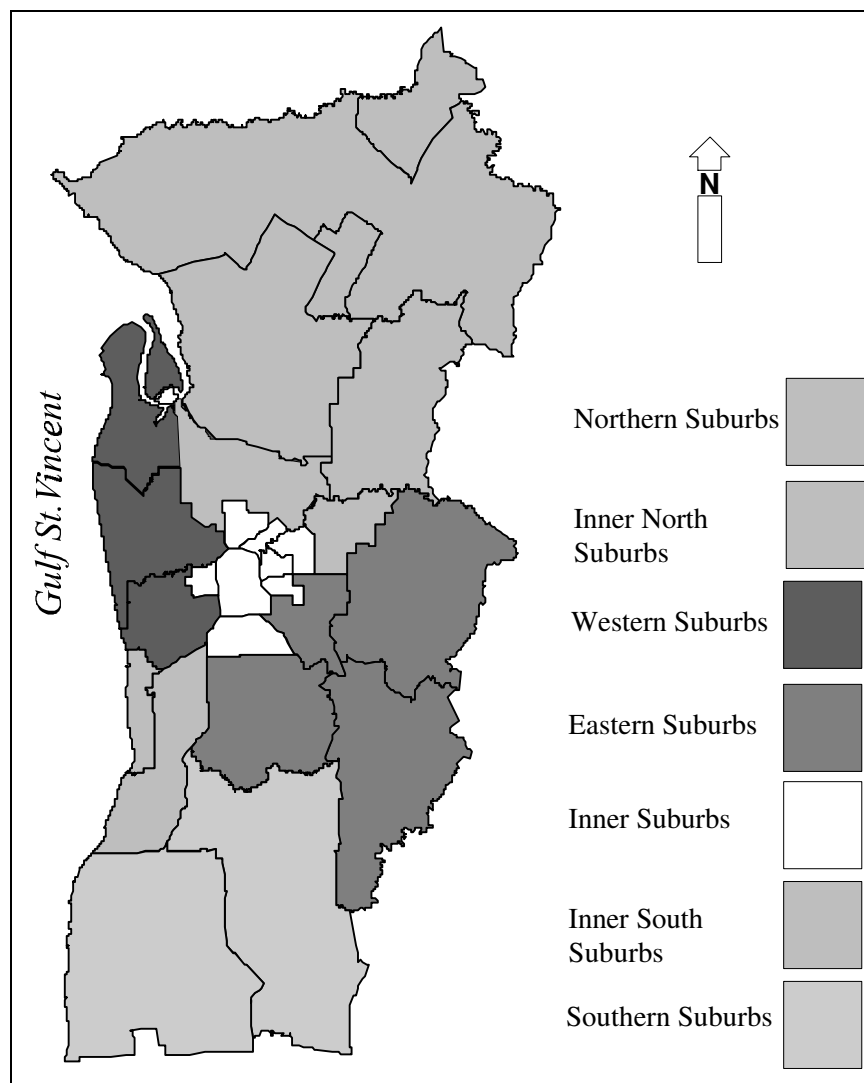 N
Gulf St.Vincent
Northern Suburbs
Inner North
Suburbs
Western Suburbs
Eastern Suburbs
Inner Suburbs
Inner South
Suburbs
Southern Suburbs